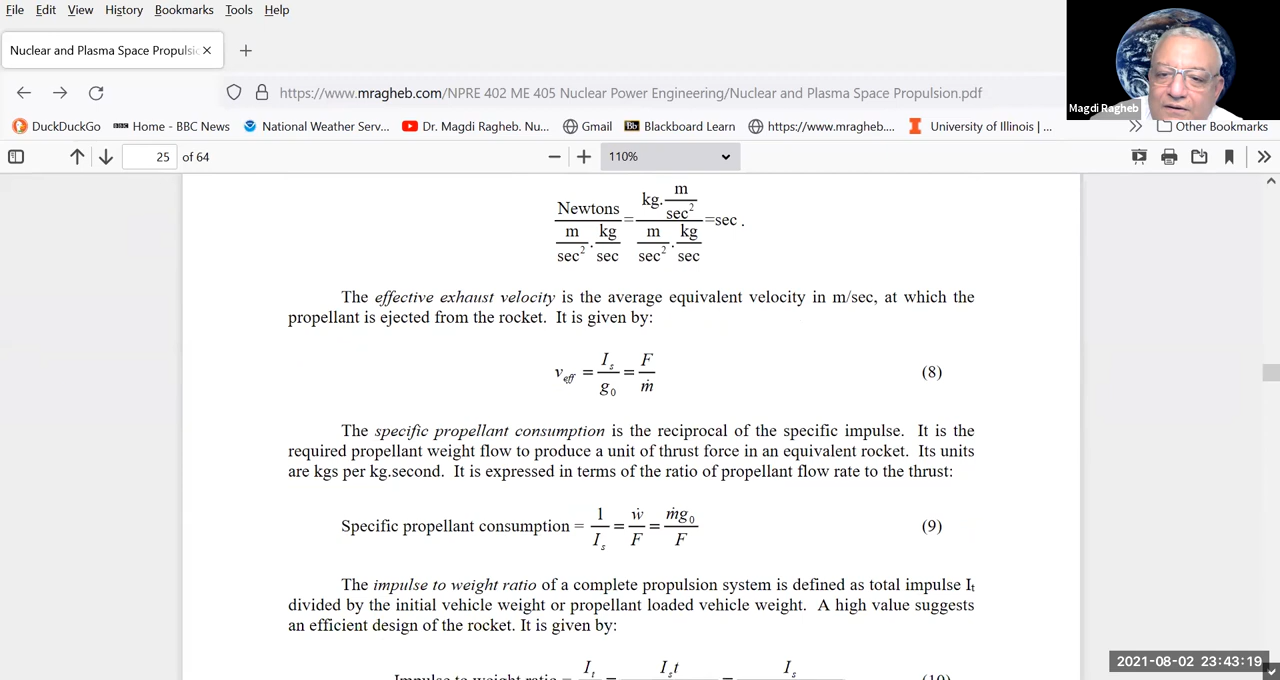 File Edit View History Bookmarks Tools Help
Nuclear and Plasma Space Propulsi
https://www.mragheb.com/NPRE 402 ME 405 Nuclear Power Engineering/Nuclear and Plasma Space Propulsion.pdf
Magdi Ragheb
DuckDuckGo BBC Home - BBC News National Weather Serv... Dr. Magdi Ragheb. Nu... Gmail Bb Blackboard Learn https://www.mragheb.... University of Illinois |... Other Bookmarks
25 of 64 110%
Newtons / (m/sec² · kg/sec) = (kg. m/sec²) / (m/sec² · kg/sec) = sec .
The effective exhaust velocity is the average equivalent velocity in m/sec, at which the
propellant is ejected from the rocket. It is given by:
v_eff = I_s / g_0 = F / ṁ (8)
The specific propellant consumption is the reciprocal of the specific impulse. It is the
required propellant weight flow to produce a unit of thrust force in an equivalent rocket. Its units
are kgs per kg.second. It is expressed in terms of the ratio of propellant flow rate to the thrust:
Specific propellant consumption = 1 / I_s = ẇ / F = ṁg_0 / F (9)
The impulse to weight ratio of a complete propulsion system is defined as total impulse I_t
divided by the initial vehicle weight or propellant loaded vehicle weight. A high value suggests
an efficient design of the rocket. It is given by:
Impulse to weight ratio = I_t = I_s t = I_s (10)
2021-08-02 23:43:19